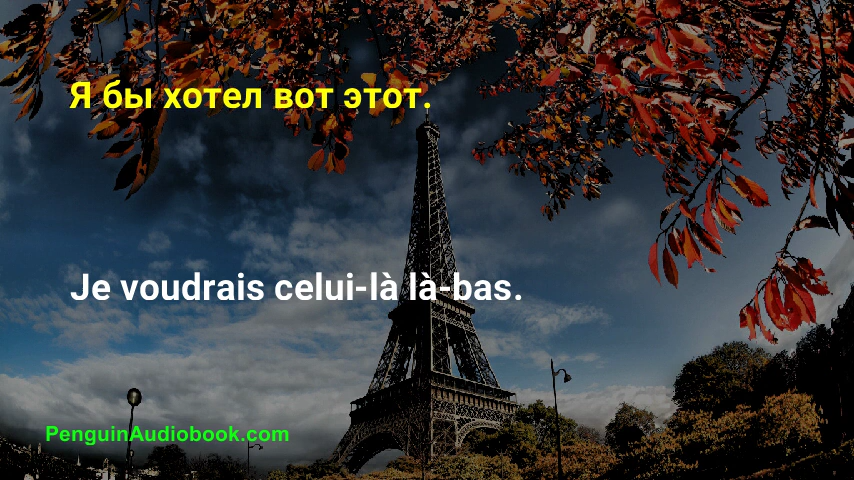 Я бы хотел вот этот.
Je voudrais celui-là là-bas.
PenguinAudiobook.com